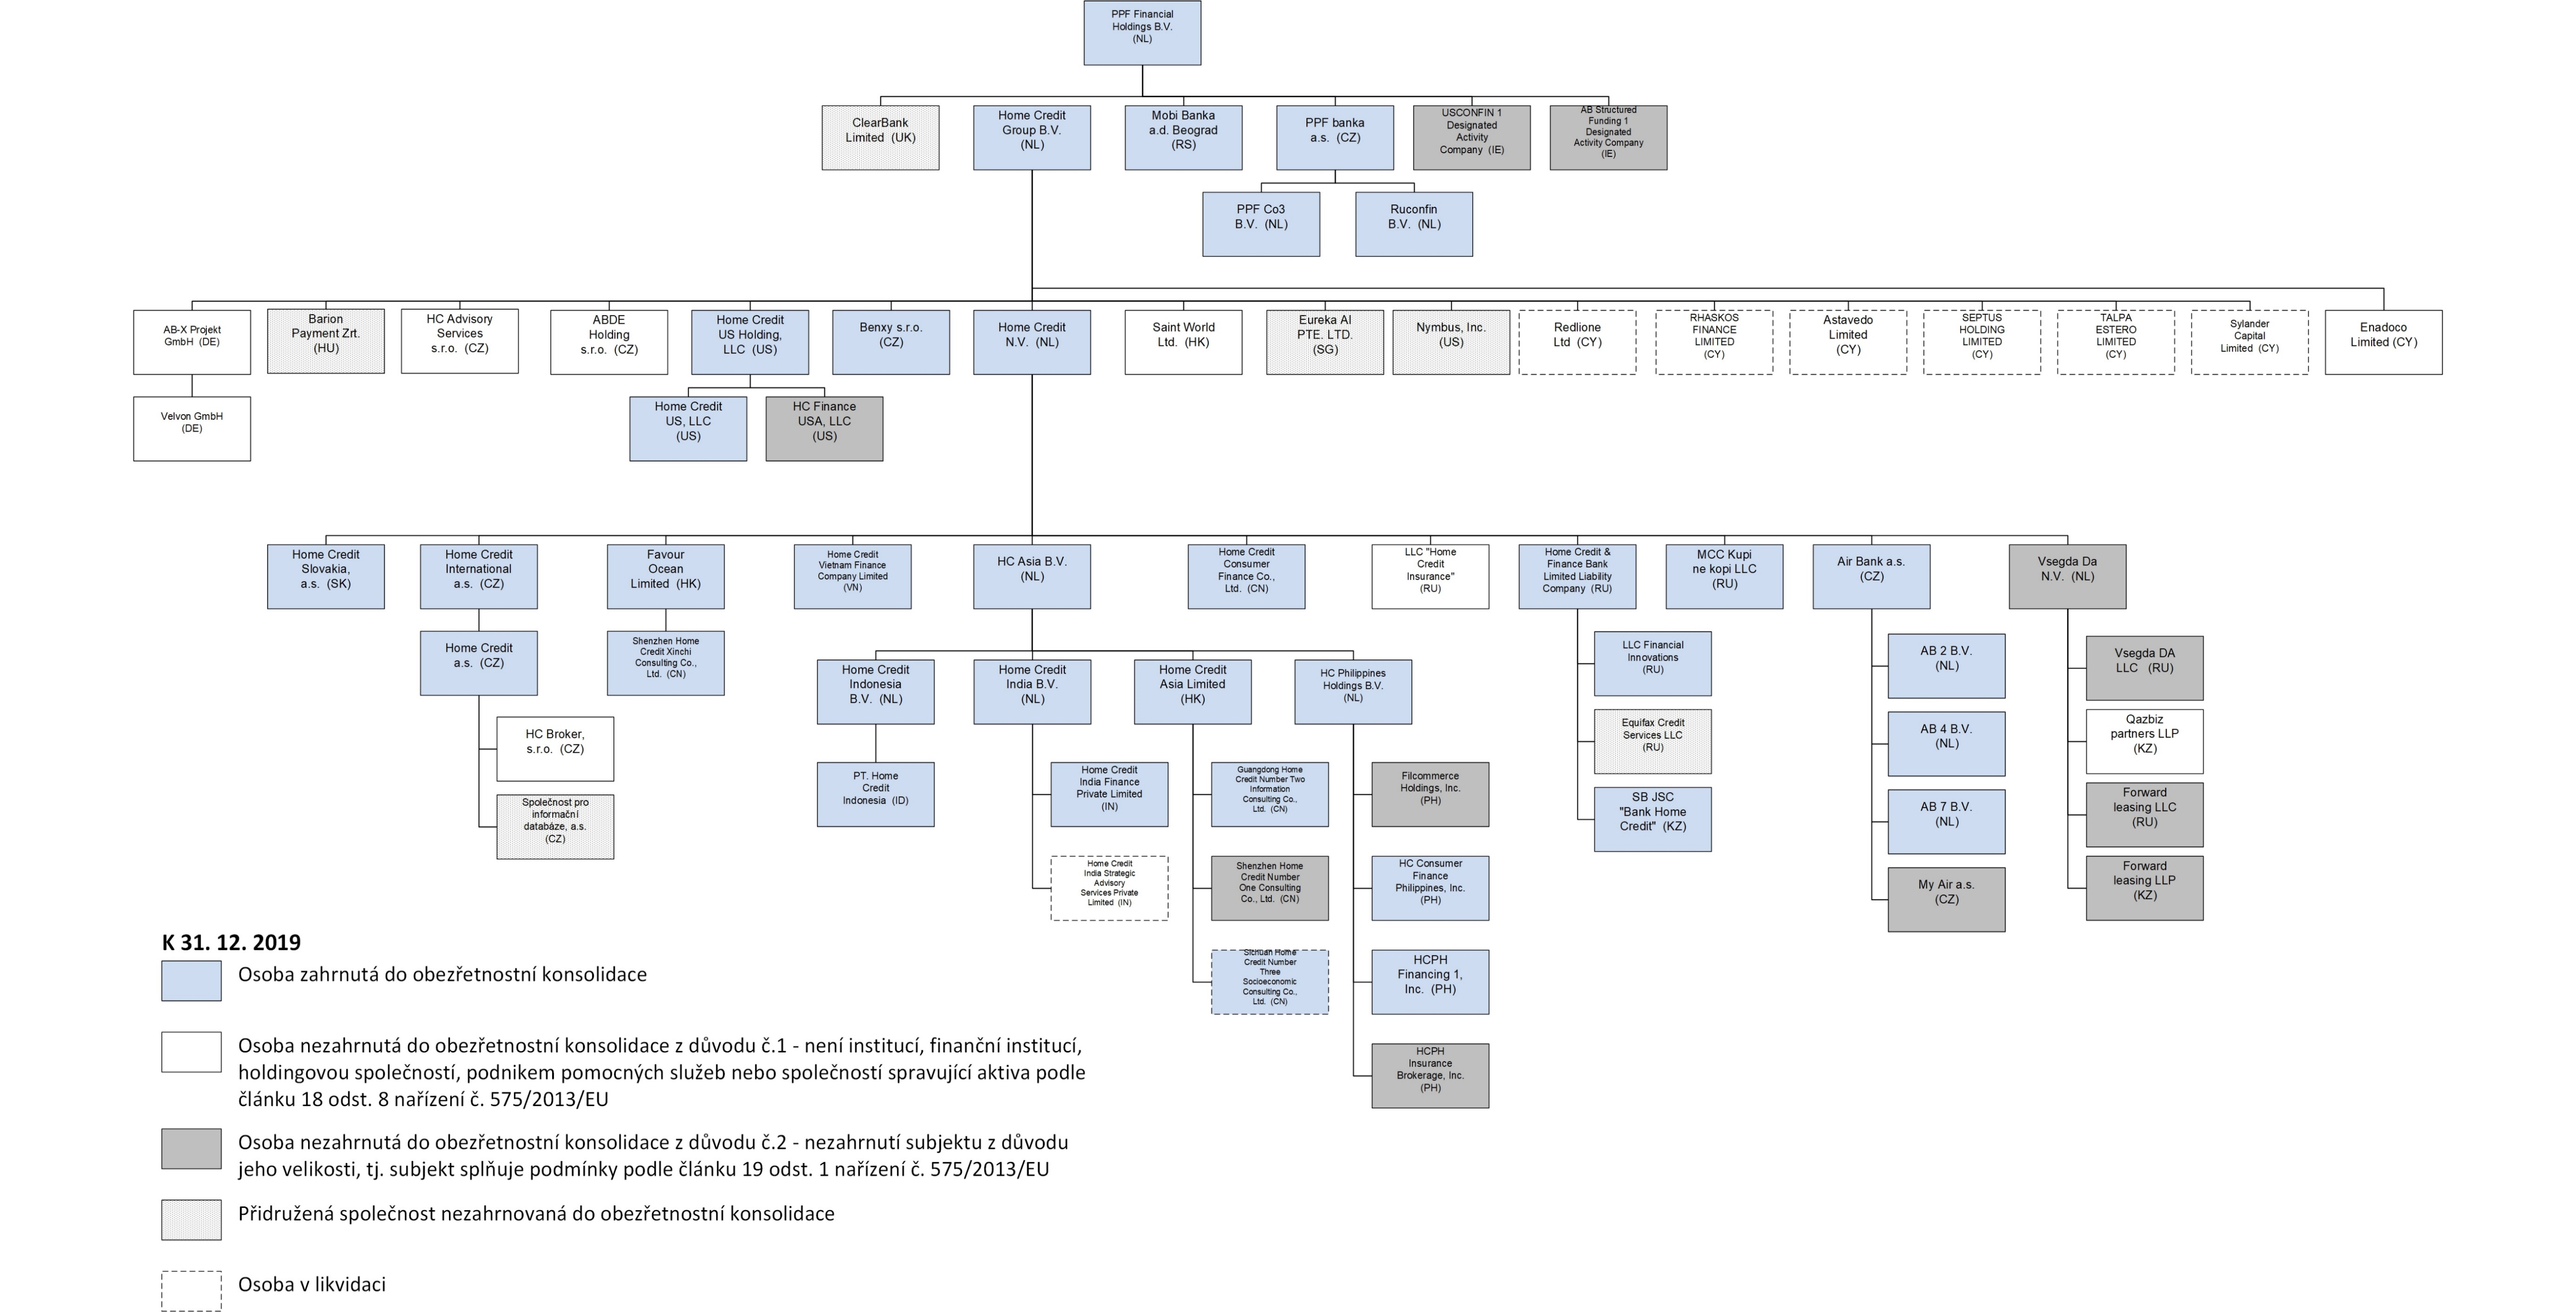 PPF Financial
Holdings B.V.
(NL)
ClearBank
Limited (UK)
Home Credit
Group B.V.
(NL)
Mobi Banka
a.d. Beograd
(RS)
PPF banka
a.s. (CZ)
USCONFIN 1
Designated
Activity
Company (IE)
AB Structured
Funding 1
Designated
Activity Company
(IE)
PPF Co3
B.V. (NL)
Ruconfin
B.V. (NL)
AB-X Projekt
GmbH (DE)
Barion
Payment Zrt.
(HU)
HC Advisory
Services
s.r.o. (CZ)
ABDE
Holding
s.r.o. (CZ)
Home Credit
US Holding,
LLC (US)
Benxy s.r.o.
(CZ)
Home Credit
N.V. (NL)
Saint World
Ltd. (HK)
Eureka AI
PTE. LTD.
(SG)
Nymbus, Inc.
(US)
Redlione
Ltd (CY)
RHASKOS
FINANCE
LIMITED
(CY)
Astavedo
Limited
(CY)
SEPTUS
HOLDING
LIMITED
(CY)
TALPA
ESTERO
LIMITED
(CY)
Sylander
Capital
Limited (CY)
Enadoco
Limited (CY)
Velvon GmbH
(DE)
Home Credit
US, LLC
(US)
HC Finance
USA, LLC
(US)
Home Credit
Slovakia,
a.s. (SK)
Home Credit
International
a.s. (CZ)
Favour
Ocean
Limited (HK)
Home Credit
Vietnam Finance
Company Limited
(VN)
HC Asia B.V.
(NL)
Home Credit
Consumer
Finance Co.,
Ltd. (CN)
LLC "Home
Credit
Insurance"
(RU)
Home Credit &
Finance Bank
Limited Liability
Company (RU)
MCC Kupi
ne kopi LLC
(RU)
Air Bank a.s.
(CZ)
Vsegda Da
N.V. (NL)
Home Credit
a.s. (CZ)
Shenzhen Home
Credit Xinchi
Consulting Co.,
Ltd. (CN)
Home Credit
Indonesia
B.V. (NL)
Home Credit
India B.V.
(NL)
Home Credit
Asia Limited
(HK)
HC Philippines
Holdings B.V.
(NL)
LLC Financial
Innovations
(RU)
AB 2 B.V.
(NL)
Vsegda DA
LLC (RU)
HC Broker,
s.r.o. (CZ)
Equifax Credit
Services LLC
(RU)
AB 4 B.V.
(NL)
Qazbiz
partners LLP
(KZ)
Společnost pro
informační
databáze, a.s.
(CZ)
PT. Home
Credit
Indonesia (ID)
Home Credit
India Finance
Private Limited
(IN)
Guangdong Home
Credit Number Two
Information
Consulting Co.,
Ltd. (CN)
Filcommerce
Holdings, Inc.
(PH)
SB JSC
"Bank Home
Credit" (KZ)
AB 7 B.V.
(NL)
Forward
leasing LLC
(RU)
Home Credit
India Strategic
Advisory
Services Private
Limited (IN)
Shenzhen Home
Credit Number
One Consulting
Co., Ltd. (CN)
HC Consumer
Finance
Philippines, Inc.
(PH)
My Air a.s.
(CZ)
Forward
leasing LLP
(KZ)
Sichuan Home
Credit Number
Three
Socioeconomic
Consulting Co.,
Ltd. (CN)
HCPH
Financing 1,
Inc. (PH)
HCPH
Insurance
Brokerage, Inc.
(PH)
K 31. 12. 2019
Osoba zahrnutá do obezřetnostní konsolidace
Osoba nezahrnutá do obezřetnostní konsolidace z důvodu č.1 - není institucí, finanční institucí,
holdingovou společností, podnikem pomocných služeb nebo společností spravující aktiva podle
článku 18 odst. 8 nařízení č. 575/2013/EU
Osoba nezahrnutá do obezřetnostní konsolidace z důvodu č.2 - nezahrnutí subjektu z důvodu
jeho velikosti, tj. subjekt splňuje podmínky podle článku 19 odst. 1 nařízení č. 575/2013/EU
Přidružená společnost nezahrnovaná do obezřetnostní konsolidace
Osoba v likvidaci